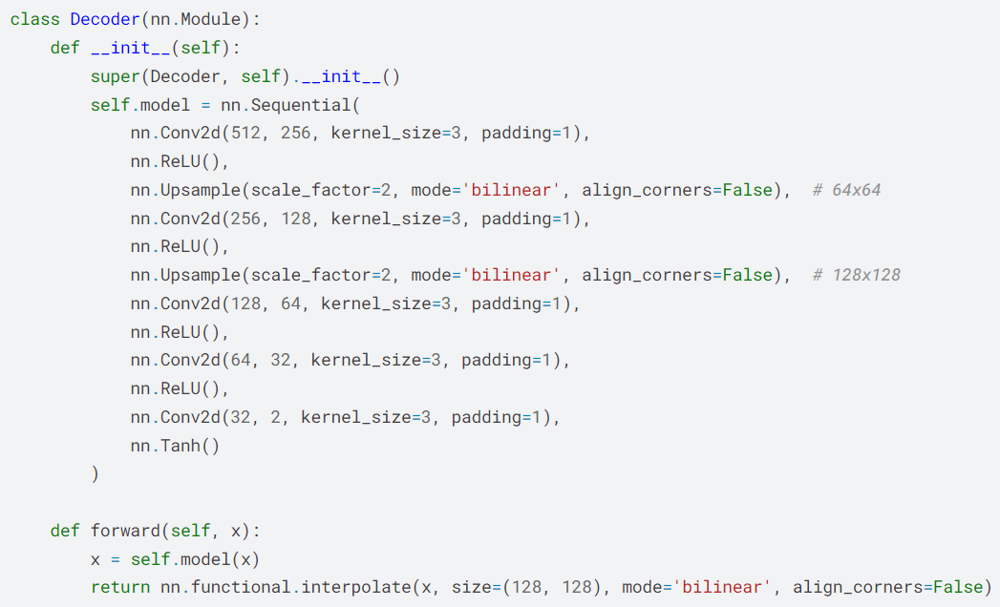 class Decoder(nn.Module):
    def __init__(self):
        super(Decoder, self).__init__()
        self.model = nn.Sequential(
            nn.Conv2d(512, 256, kernel_size=3, padding=1),
            nn.ReLU(),
            nn.Upsample(scale_factor=2, mode='bilinear', align_corners=False),  # 64x64
            nn.Conv2d(256, 128, kernel_size=3, padding=1),
            nn.ReLU(),
            nn.Upsample(scale_factor=2, mode='bilinear', align_corners=False),  # 128x128
            nn.Conv2d(128, 64, kernel_size=3, padding=1),
            nn.ReLU(),
            nn.Conv2d(64, 32, kernel_size=3, padding=1),
            nn.ReLU(),
            nn.Conv2d(32, 2, kernel_size=3, padding=1),
            nn.Tanh()
        )

    def forward(self, x):
        x = self.model(x)
        return nn.functional.interpolate(x, size=(128, 128), mode='bilinear', align_corners=False)